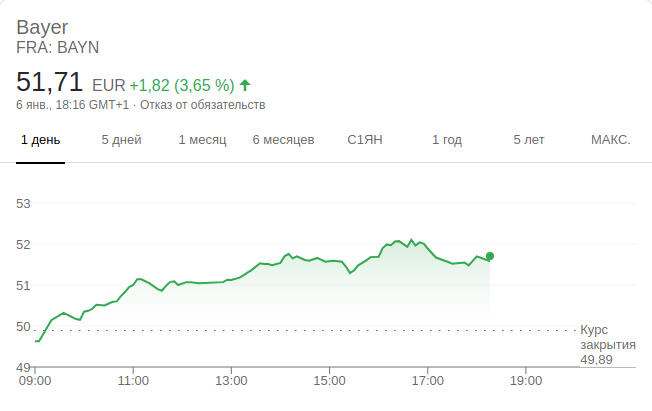 Bayer
FRA: BAYN
51,71 EUR +1,82 (3,65 %)
6 янв., 18:16 GMT+1 · Отказ от обязательств
1 день 5 дней 1 месяц 6 месяцев С1ЯН 1 год 5 лет МАКС.
53
52
51
50
49
Курс
закрытия
49,89
09:00 11:00 13:00 15:00 17:00 19:00